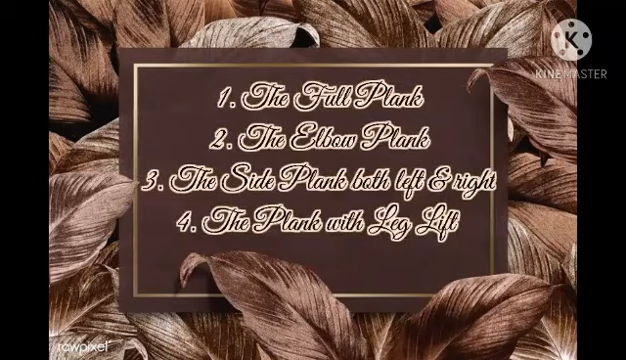 KINEMASTER
1. The Full Plank
2. The Elbow Plank
3. The Side Plank both left & right
4. The Plank with Leg Lift
rawpixel